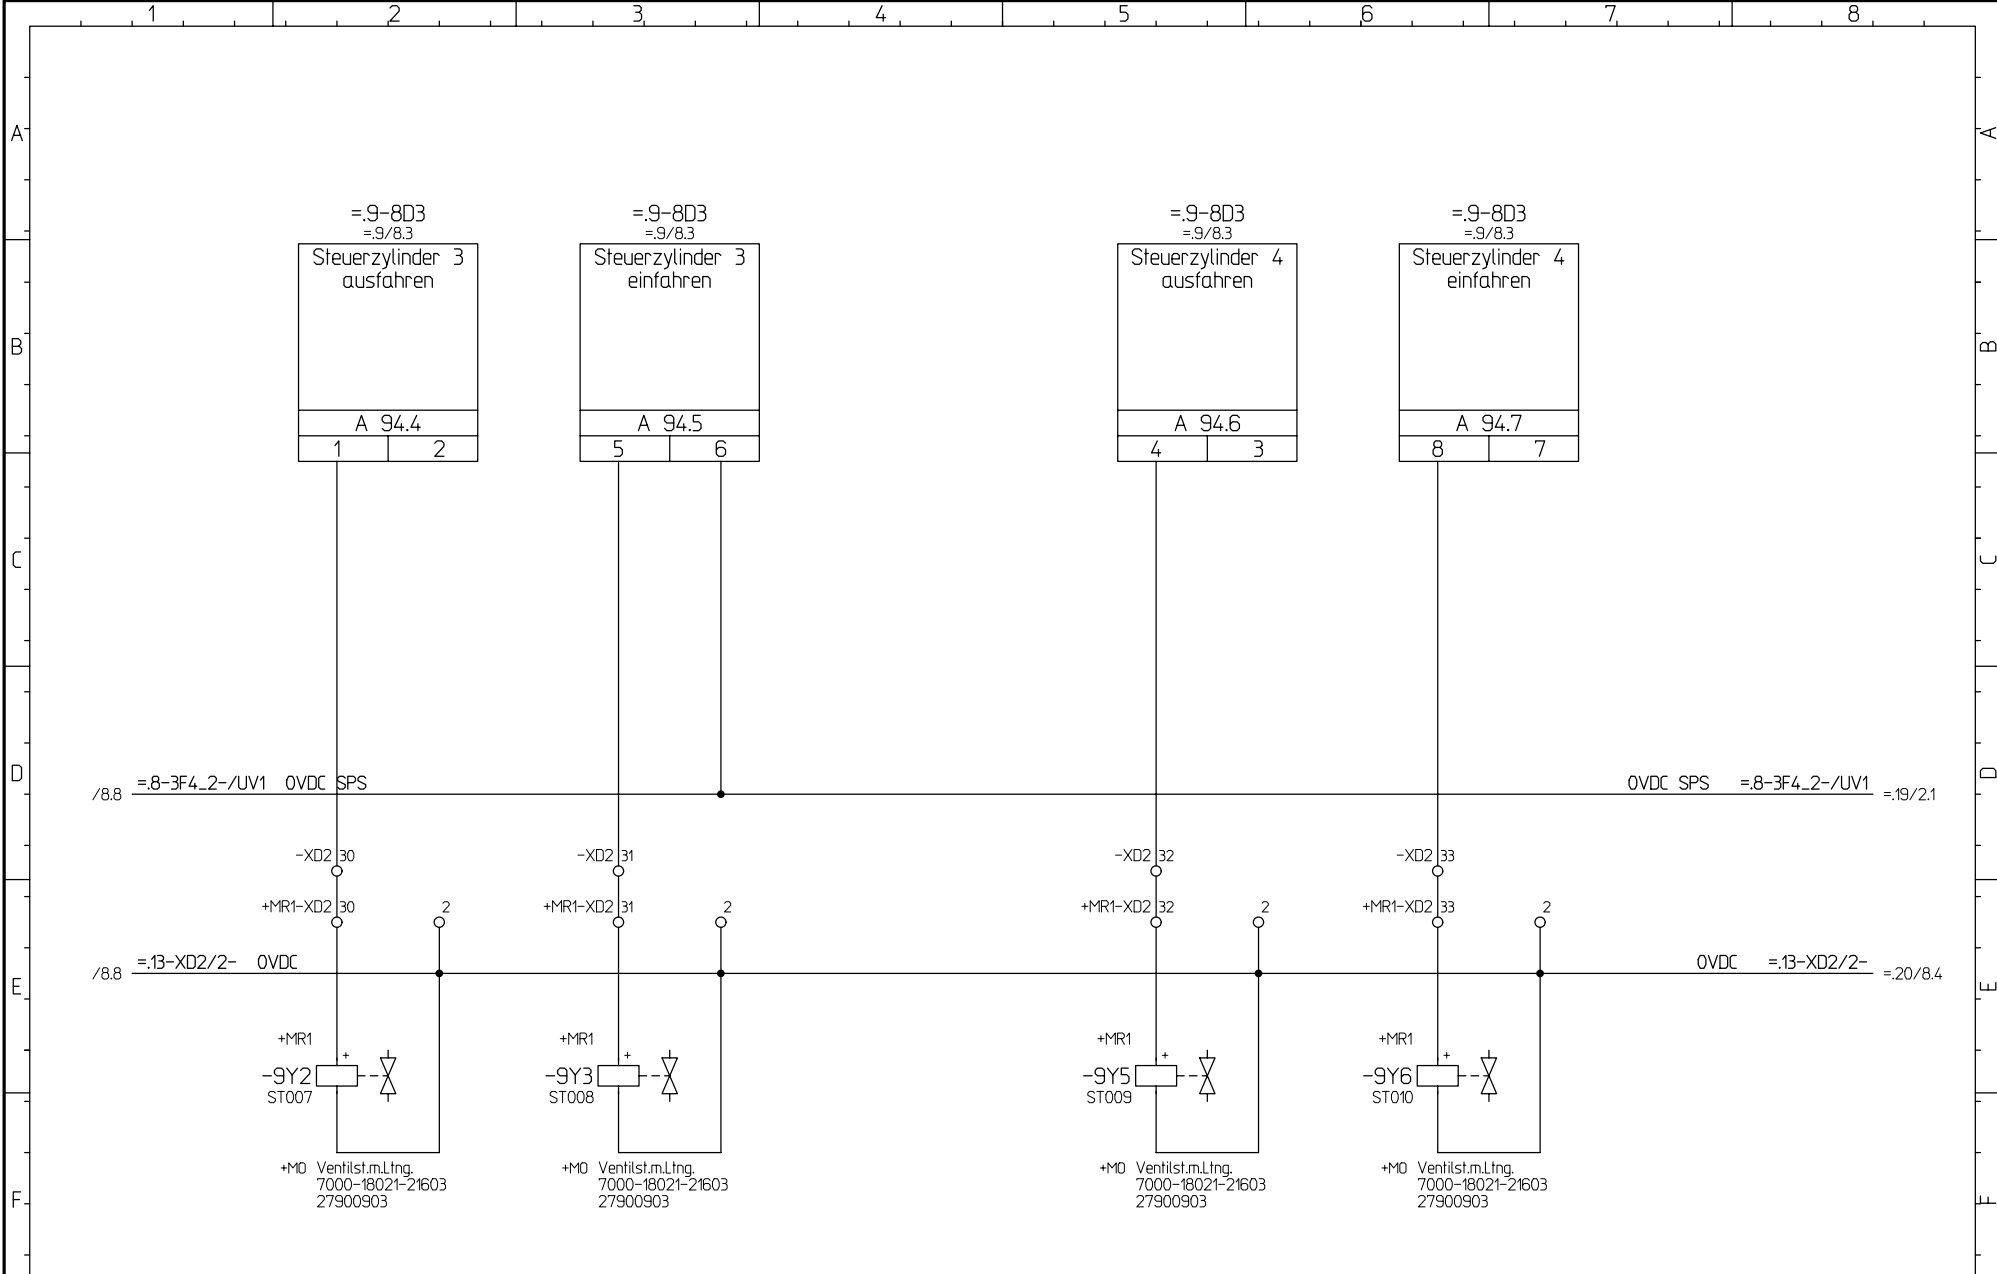 1 2 3 4 5 6 7 8
A A
=.9-8D3 =.9-8D3 =.9-8D3 =.9-8D3
=.9/8.3 =.9/8.3 =.9/8.3 =.9/8.3
Steuerzylinder 3 Steuerzylinder 3 Steuerzylinder 4 Steuerzylinder 4
ausfahren einfahren ausfahren einfahren
B B
A 94.4 A 94.5 A 94.6 A 94.7
1 2 5 6 4 3 8 7
C C
D D
/8.8 =.8-3F4_2-/UV1 0VDC SPS 0VDC SPS =.8-3F4_2-/UV1 =.19/2.1
-XD2 30 -XD2 31 -XD2 32 -XD2 33
+MR1-XD2 30 2 +MR1-XD2 31 2 +MR1-XD2 32 2 +MR1-XD2 33 2
/8.8 =.13-XD2/2- 0VDC 0VDC =.13-XD2/2- =.20/8.4
E E
+MR1 +MR1 +MR1 +MR1
+ + + +
-9Y2 -9Y3 -9Y5 -9Y6
ST007 ST008 ST009 ST010
+M0 Ventilst.m.Ltng. +M0 Ventilst.m.Ltng. +M0 Ventilst.m.Ltng. +M0 Ventilst.m.Ltng.
7000-18021-21603 7000-18021-21603 7000-18021-21603 7000-18021-21603
27900903 27900903 27900903 27900903
F F